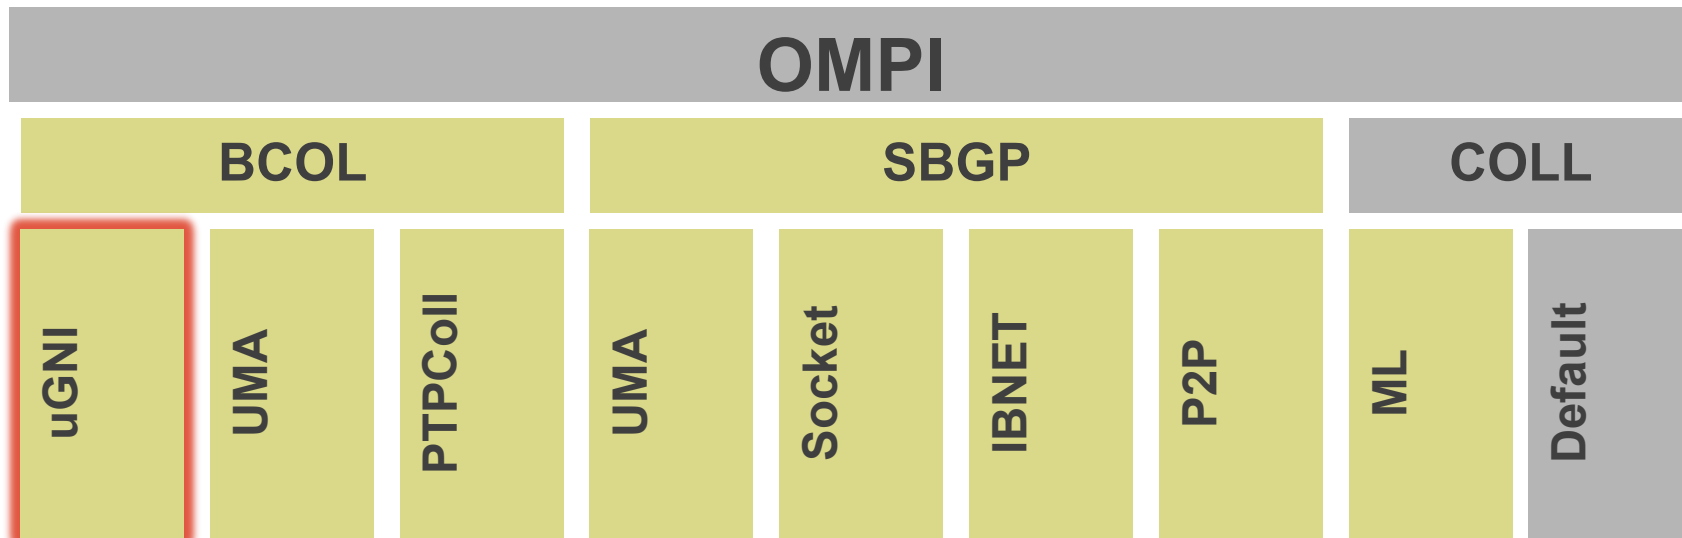 OMPI
BCOL
SBGP
COLL
uGNI
UMA
PTPColl
UMA
Socket
IBNET
P2P
ML
Default